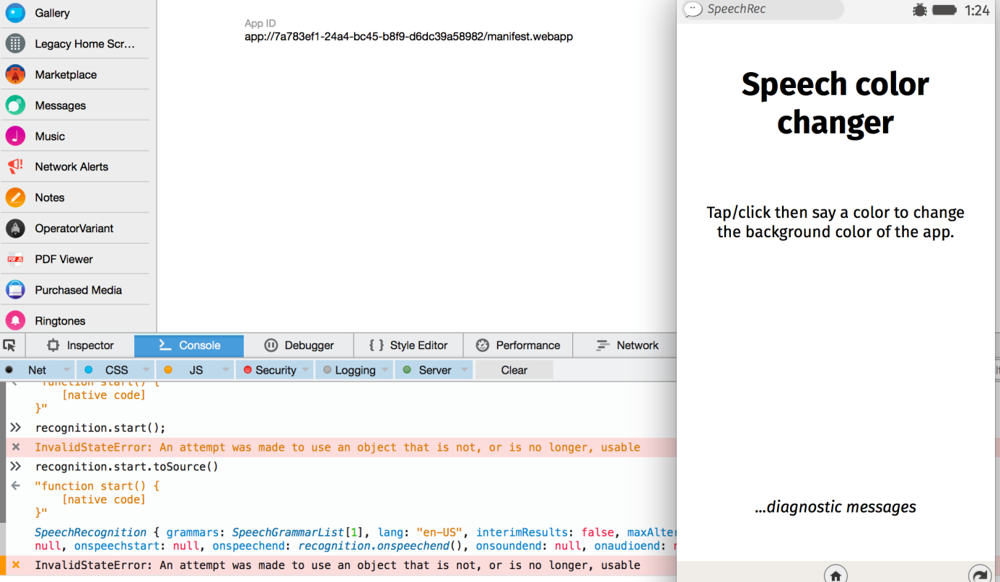 Gallery
Legacy Home Scr...
Marketplace
Messages
Music
Network Alerts
Notes
OperatorVariant
PDF Viewer
Purchased Media
Ringtones
App ID
app://7a783ef1-24a4-bc45-b8f9-d6dc39a58982/manifest.webapp
SpeechRec
1:24
Speech color
changer
Tap/click then say a color to change
the background color of the app.
...diagnostic messages
Inspector
Console
Debugger
{ } Style Editor
Performance
Network
Net
CSS
JS
Security
Logging
Server
Clear
"function start() {
[native code]
}"
recognition.start();
InvalidStateError: An attempt was made to use an object that is not, or is no longer, usable
recognition.start.toSource()
"function start() {
[native code]
}"
SpeechRecognition { grammars: SpeechGrammarList[1], lang: "en-US", interimResults: false, maxAlter
null, onspeechstart: null, onspeechend: recognition.onspeechend(), onsoundend: null, onaudioend: n
InvalidStateError: An attempt was made to use an object that is not, or is no longer, usable